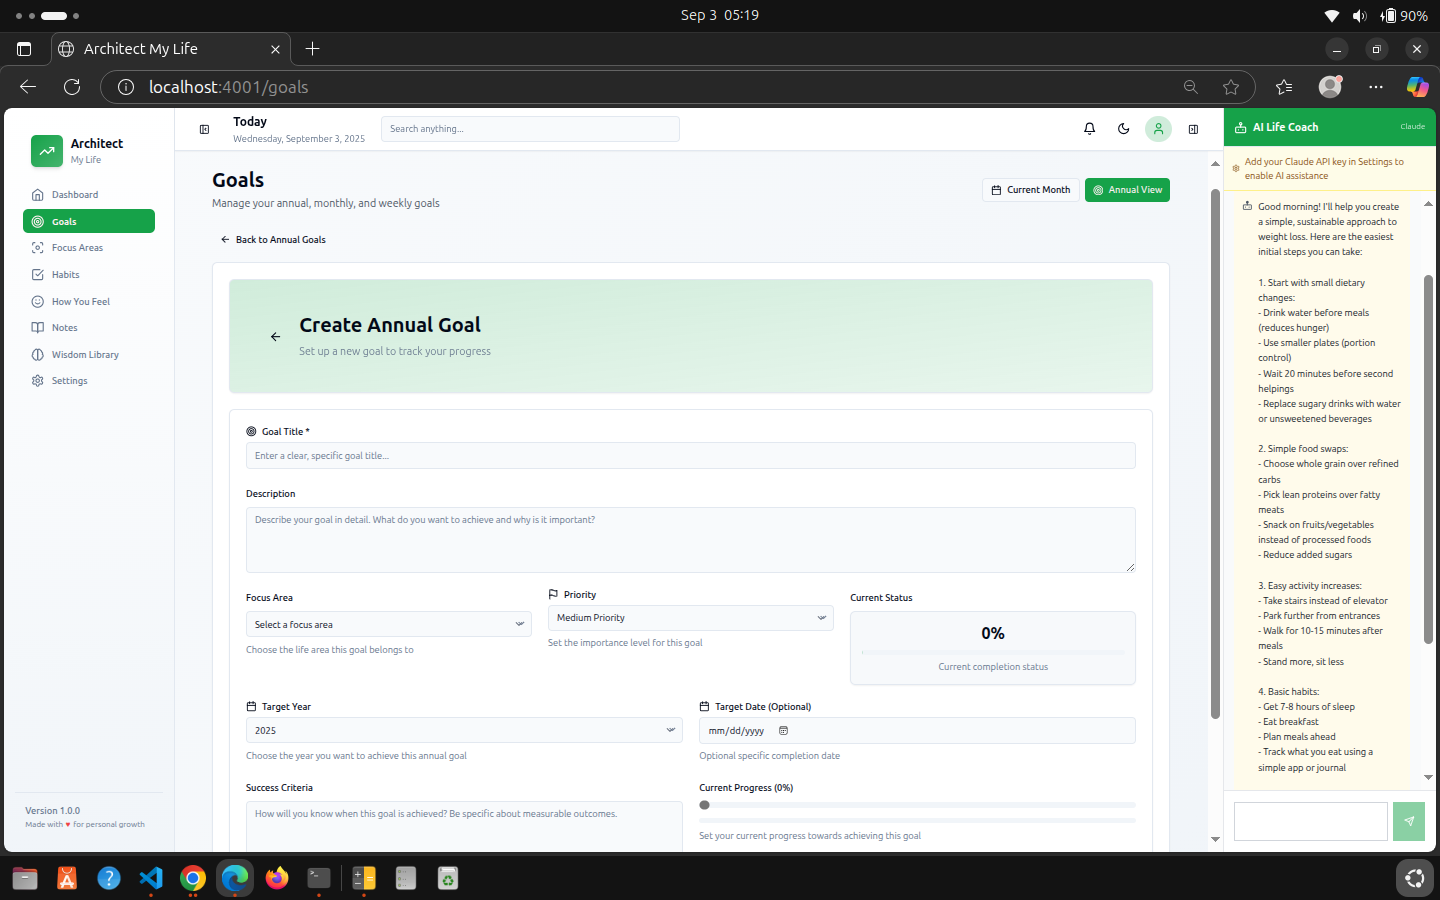 Sep 3 05:19
90%
Architect My Life
localhost:4001/goals
Architect
My Life
Dashboard
Goals
Focus Areas
Habits
How You Feel
Notes
Wisdom Library
Settings
Version 1.0.0
Made with ♥ for personal growth
Today
Wednesday, September 3, 2025
Search anything...
Goals
Manage your annual, monthly, and weekly goals
Current Month
Annual View
Back to Annual Goals
Create Annual Goal
Set up a new goal to track your progress
Goal Title *
Enter a clear, specific goal title...
Description
Describe your goal in detail. What do you want to achieve and why is it important?
Focus Area
Select a focus area
Choose the life area this goal belongs to
Priority
Medium Priority
Set the importance level for this goal
Current Status
0%
Current completion status
Target Year
2025
Choose the year you want to achieve this annual goal
Target Date (Optional)
mm/dd/yyyy
Optional specific completion date
Success Criteria
How will you know when this goal is achieved? Be specific about measurable outcomes.
Current Progress (0%)
Set your current progress towards achieving this goal
AI Life Coach
Claude
Add your Claude API key in Settings to
enable AI assistance
Good morning! I'll help you create
a simple, sustainable approach to
weight loss. Here are the easiest
initial steps you can take:
1. Start with small dietary
changes:
- Drink water before meals
(reduces hunger)
- Use smaller plates (portion
control)
- Wait 20 minutes before second
helpings
- Replace sugary drinks with water
or unsweetened beverages
2. Simple food swaps:
- Choose whole grain over refined
carbs
- Pick lean proteins over fatty
meats
- Snack on fruits/vegetables
instead of processed foods
- Reduce added sugars
3. Easy activity increases:
- Take stairs instead of elevator
- Park further from entrances
- Walk for 10-15 minutes after
meals
- Stand more, sit less
4. Basic habits:
- Get 7-8 hours of sleep
- Eat breakfast
- Plan meals ahead
- Track what you eat using a
simple app or journal